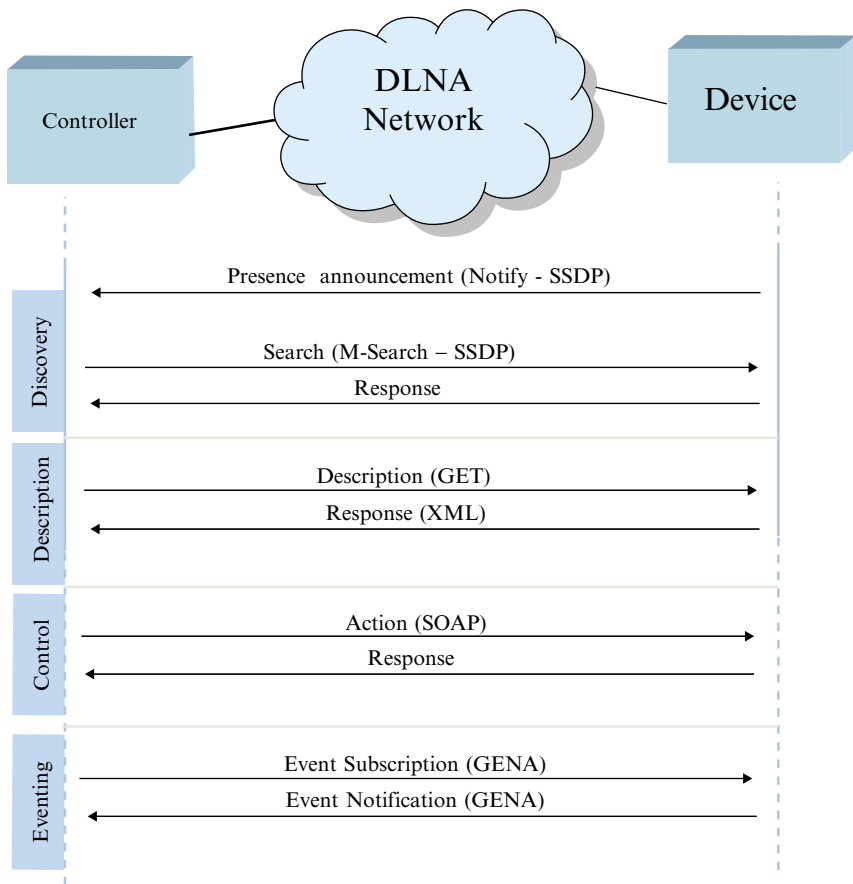 Controller
DLNA
Network
Device
Presence announcement (Notify - SSDP)
Discovery
Search (M-Search – SSDP)
Response
Description
Description (GET)
Response (XML)
Control
Action (SOAP)
Response
Eventing
Event Subscription (GENA)
Event Notification (GENA)